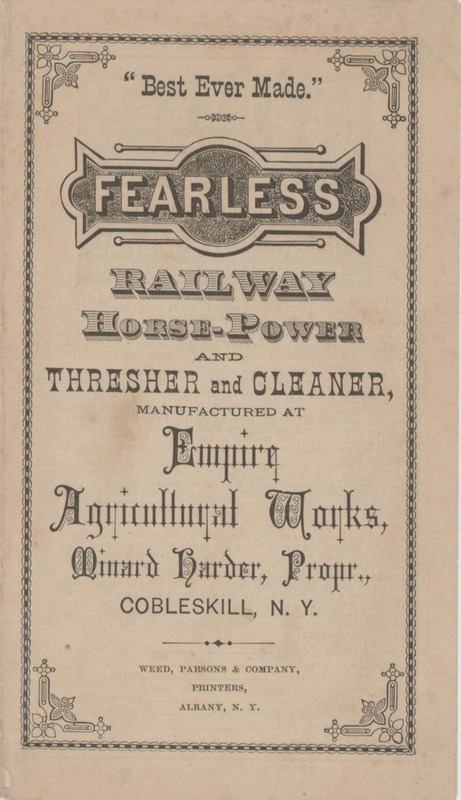 "Best Ever Made."
FEARLESS
RAILWAY
HORSE-POWER
AND
THRESHER and CLEANER,
MANUFACTURED AT
Empire
Agricultural Works,
Minard Harder, Propr.,
COBLESKILL, N. Y.
WEED, PARSONS & COMPANY,
PRINTERS,
ALBANY, N. Y.